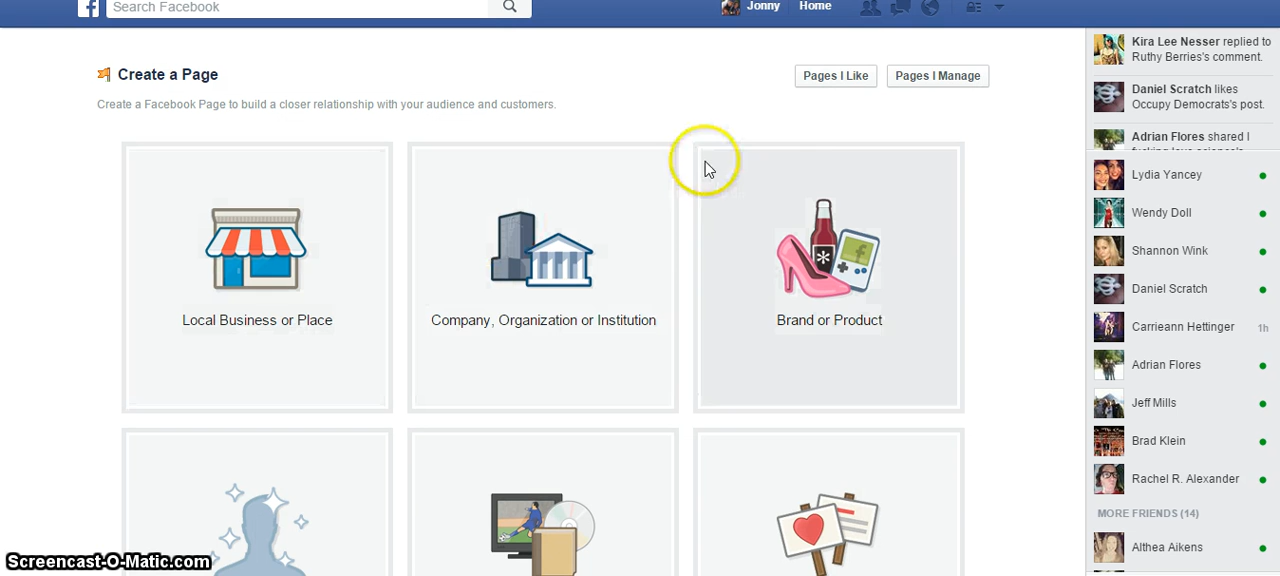 f Search Facebook
Jonny Home
Create a Page
Pages I Like
Pages I Manage
Create a Facebook Page to build a closer relationship with your audience and customers.
Local Business or Place
Company, Organization or Institution
Brand or Product
Kira Lee Nesser replied to
Ruthy Berries's comment.
Daniel Scratch likes
Occupy Democrats's post.
Adrian Flores shared I
fucking love science's
Lydia Yancey
Wendy Doll
Shannon Wink
Daniel Scratch
Carrieann Hettinger 1h
Adrian Flores
Jeff Mills
Brad Klein
Rachel R. Alexander
MORE FRIENDS (14)
Althea Aikens
Screencast-O-Matic.com